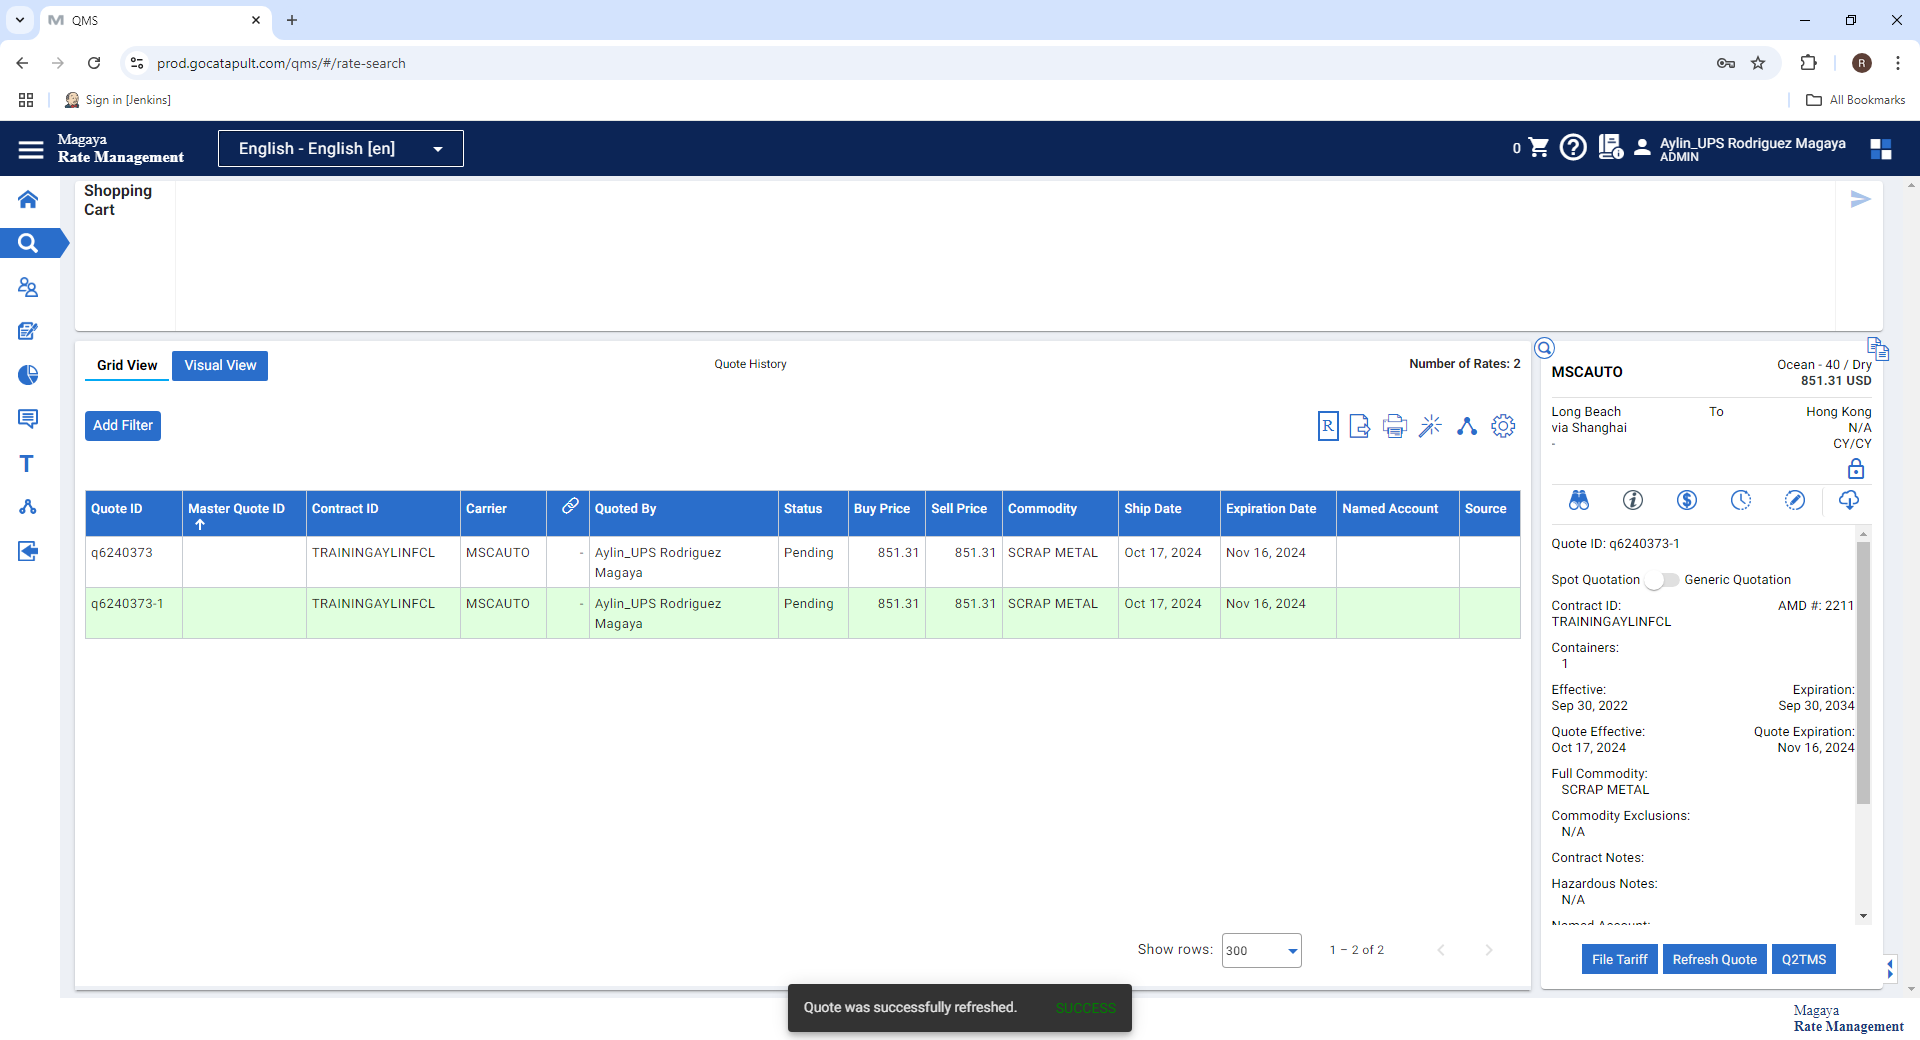 QMS
prod.gocatapult.com/qms/#/rate-search
R
Sign in [Jenkins]
All Bookmarks
Magaya
Rate Management
English - English [en]
0
Aylin_UPS Rodriguez Magaya
ADMIN
Shopping
Cart
Grid View
Visual View
Quote History
Number of Rates: 2
Add Filter
R
Quote ID Master Quote ID Contract ID Carrier Quoted By Status Buy Price Sell Price Commodity Ship Date Expiration Date Named Account Source
q6240373 TRAININGAYLINFCL MSCAUTO - Aylin_UPS Rodriguez Pending 851.31 851.31 SCRAP METAL Oct 17, 2024 Nov 16, 2024
Magaya
q6240373-1 TRAININGAYLINFCL MSCAUTO - Aylin_UPS Rodriguez Pending 851.31 851.31 SCRAP METAL Oct 17, 2024 Nov 16, 2024
Magaya
Show rows: 300 1 – 2 of 2
MSCAUTO
Ocean - 40 / Dry
851.31 USD
Long Beach To Hong Kong
via Shanghai N/A
- CY/CY
Quote ID: q6240373-1
Spot Quotation Generic Quotation
Contract ID: AMD #: 2211
TRAININGAYLINFCL
Containers:
1
Effective: Expiration:
Sep 30, 2022 Sep 30, 2034
Quote Effective: Quote Expiration:
Oct 17, 2024 Nov 16, 2024
Full Commodity:
SCRAP METAL
Commodity Exclusions:
N/A
Contract Notes:
Hazardous Notes:
N/A
Named Account:
File Tariff Refresh Quote Q2TMS
Quote was successfully refreshed. SUCCESS
Magaya
Rate Management